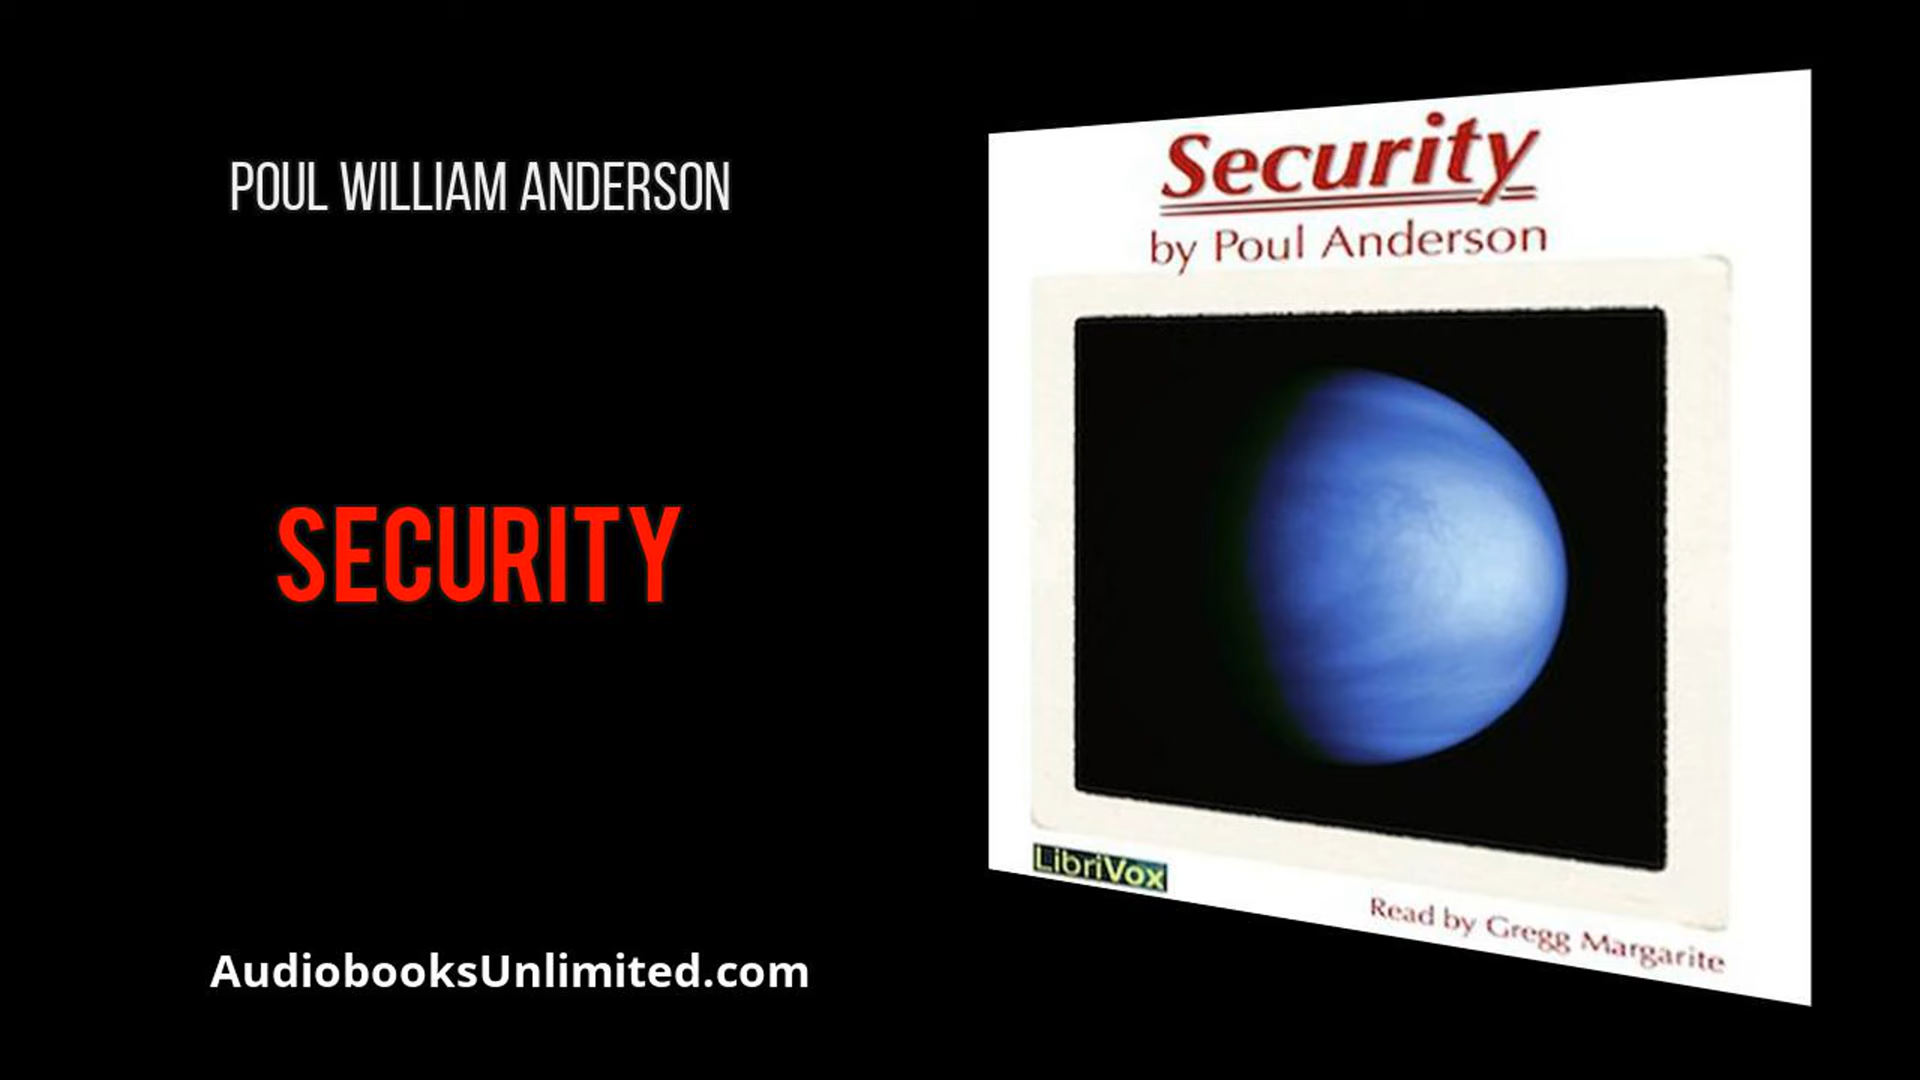 POUL WILLIAM ANDERSON
SECURITY
AudiobooksUnlimited.com
Security
by Poul Anderson
LibriVox
Read by Gregg Margarite